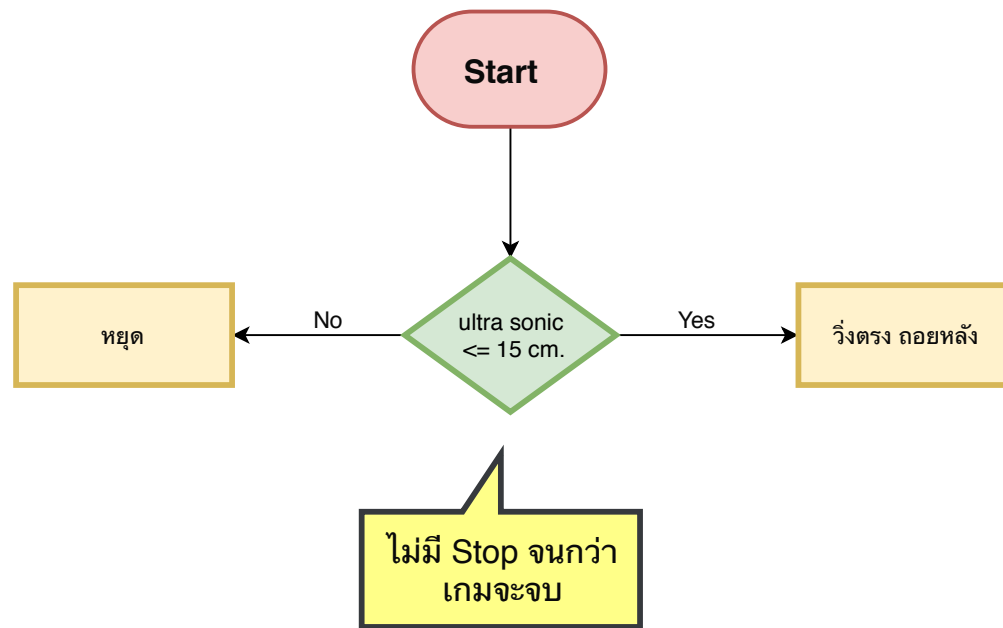 Start
No
ultra sonic
<= 15 cm.
Yes
หยุด
วิ่งตรง ถอยหลัง
ไม่มี Stop จนกว่า
เกมจะจบ